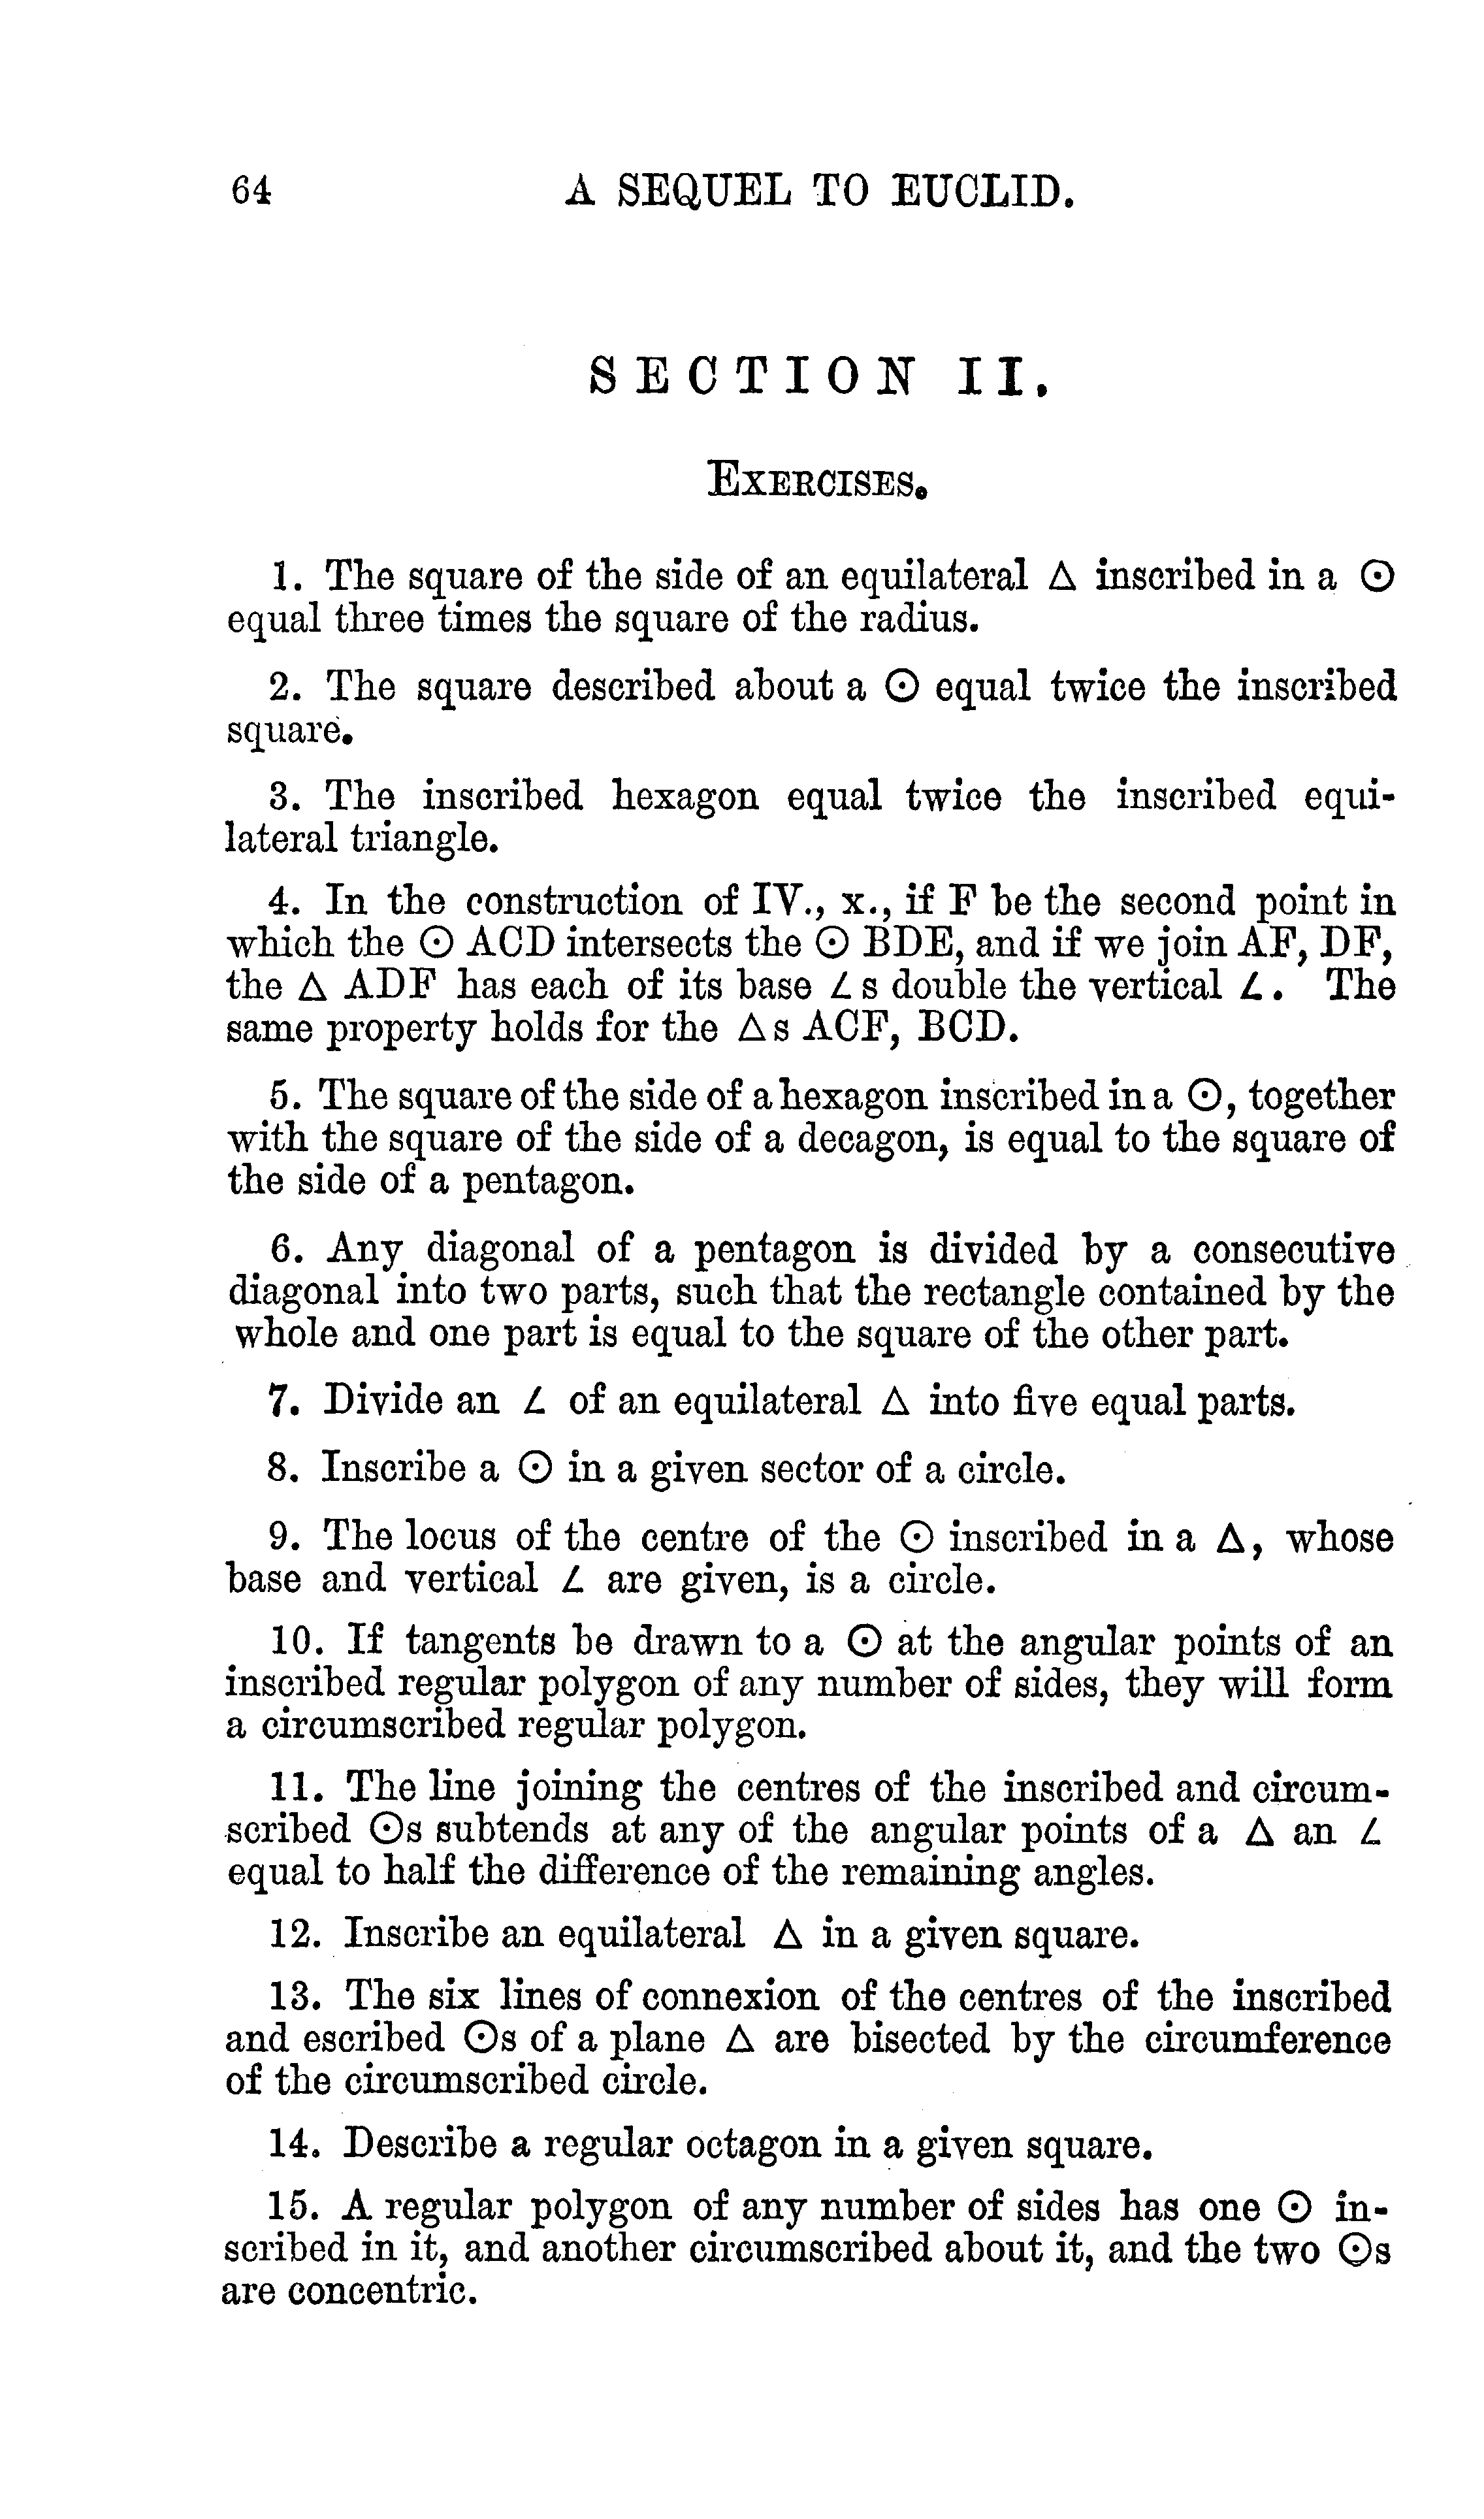 64 A SEQUEL TO EUCLID.
SECTION II.
EXERCISES.
1. The square of the side of an equilateral △ inscribed in a ⊙
equal three times the square of the radius.
2. The square described about a ⊙ equal twice the inscribed
square.
3. The inscribed hexagon equal twice the inscribed equi-
lateral triangle.
4. In the construction of IV., x., if F be the second point in
which the ⊙ ACD intersects the ⊙ BDE, and if we join AF, DF,
the △ ADF has each of its base ∠s double the vertical ∠. The
same property holds for the △s ACF, BCD.
5. The square of the side of a hexagon inscribed in a ⊙, together
with the square of the side of a decagon, is equal to the square of
the side of a pentagon.
6. Any diagonal of a pentagon is divided by a consecutive
diagonal into two parts, such that the rectangle contained by the
whole and one part is equal to the square of the other part.
7. Divide an ∠ of an equilateral △ into five equal parts.
8. Inscribe a ⊙ in a given sector of a circle.
9. The locus of the centre of the ⊙ inscribed in a △, whose
base and vertical ∠ are given, is a circle.
10. If tangents be drawn to a ⊙ at the angular points of an
inscribed regular polygon of any number of sides, they will form
a circumscribed regular polygon.
11. The line joining the centres of the inscribed and circum-
scribed ⊙s subtends at any of the angular points of a △ an ∠
equal to half the difference of the remaining angles.
12. Inscribe an equilateral △ in a given square.
13. The six lines of connexion of the centres of the inscribed
and escribed ⊙s of a plane △ are bisected by the circumference
of the circumscribed circle.
14. Describe a regular octagon in a given square.
15. A regular polygon of any number of sides has one ⊙ in-
scribed in it, and another circumscribed about it, and the two ⊙s
are concentric.